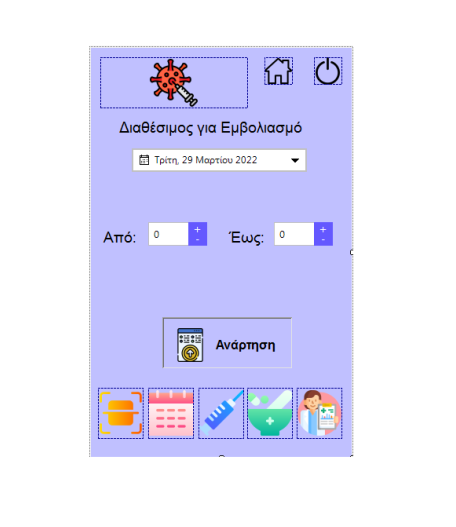 Διαθέσιμος για Εμβολιασμό
Τρίτη, 29 Μαρτίου 2022
Από: 0 + - Έως: 0 + -
Ανάρτηση